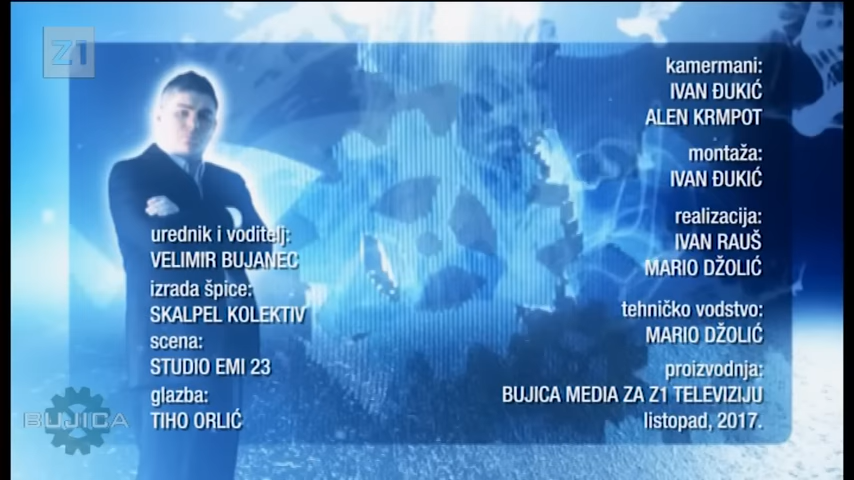 Z1
urednik i voditelj:
VELIMIR BUJANEC
izrada špice:
SKALPEL KOLEKTIV
scena:
STUDIO EMI 23
glazba:
TIHO ORLIĆ
BUJICA
kamermani:
IVAN ĐUKIĆ
ALEN KRMPOT
montaža:
IVAN ĐUKIĆ
realizacija:
IVAN RAUŠ
MARIO DŽOLIĆ
tehničko vodstvo:
MARIO DŽOLIĆ
proizvodnja:
BUJICA MEDIA ZA Z1 TELEVIZIJU
listopad, 2017.